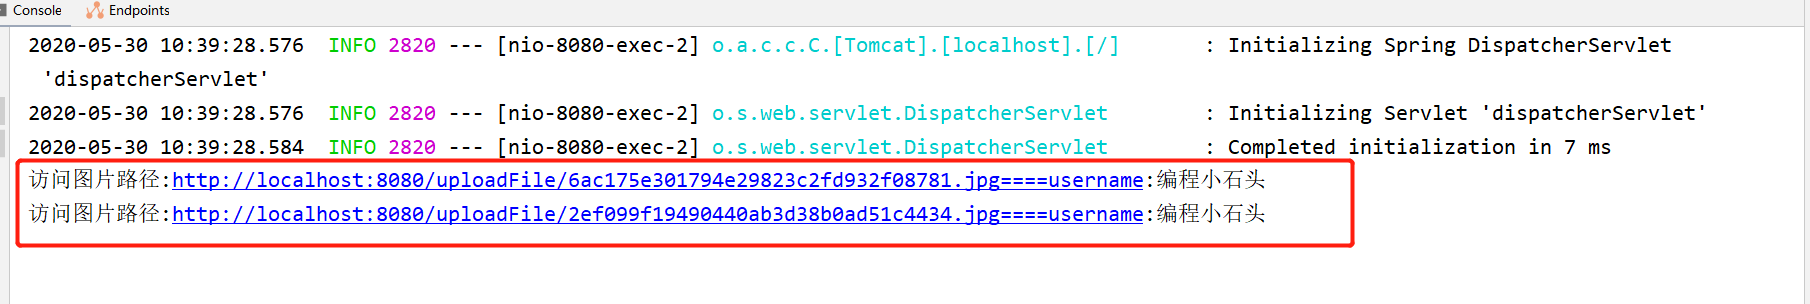 Console Endpoints
2020-05-30 10:39:28.576  INFO 2820 --- [nio-8080-exec-2] o.a.c.c.C.[Tomcat].[localhost].[/]       : Initializing Spring DispatcherServlet
'dispatcherServlet'
2020-05-30 10:39:28.576  INFO 2820 --- [nio-8080-exec-2] o.s.web.servlet.DispatcherServlet        : Initializing Servlet 'dispatcherServlet'
2020-05-30 10:39:28.584  INFO 2820 --- [nio-8080-exec-2] o.s.web.servlet.DispatcherServlet        : Completed initialization in 7 ms
访问图片路径:http://localhost:8080/uploadFile/6ac175e301794e29823c2fd932f08781.jpg====username:编程小石头
访问图片路径:http://localhost:8080/uploadFile/2ef099f19490440ab3d38b0ad51c4434.jpg====username:编程小石头